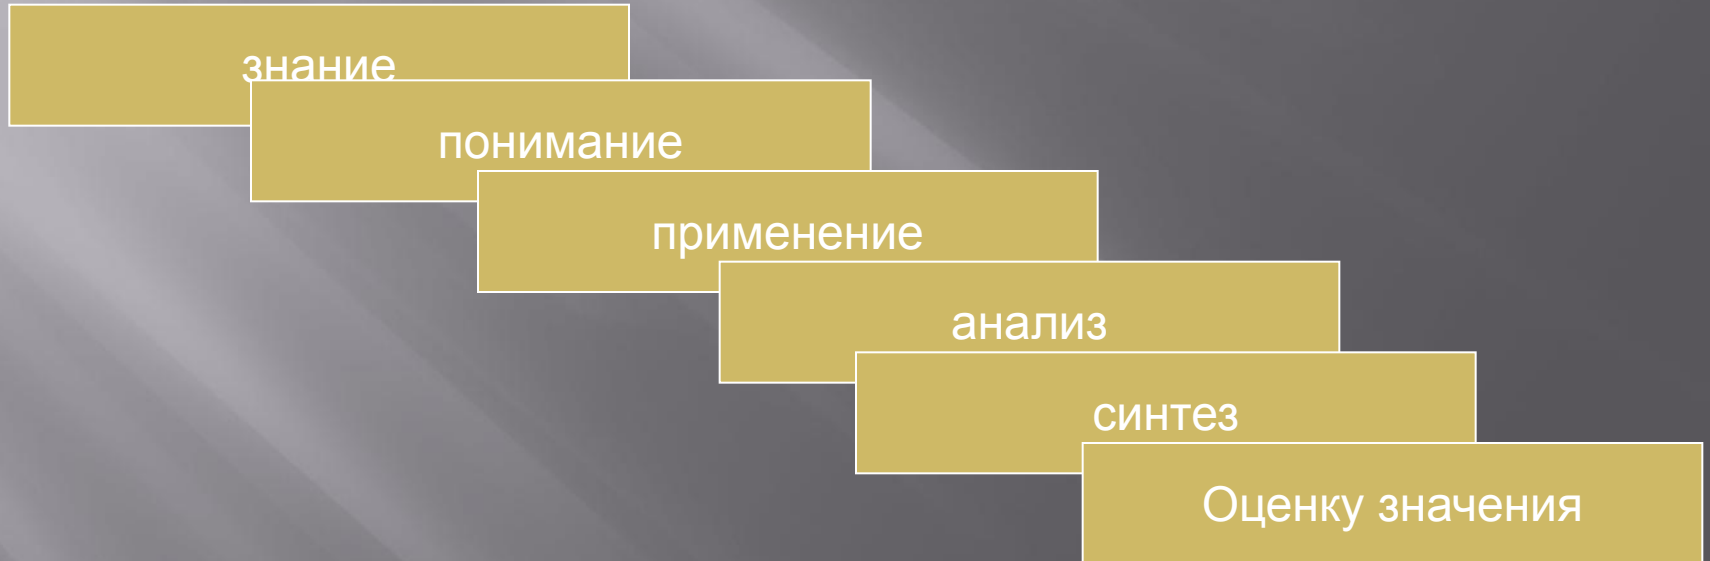 знание
понимание
применение
анализ
синтез
Оценку значения